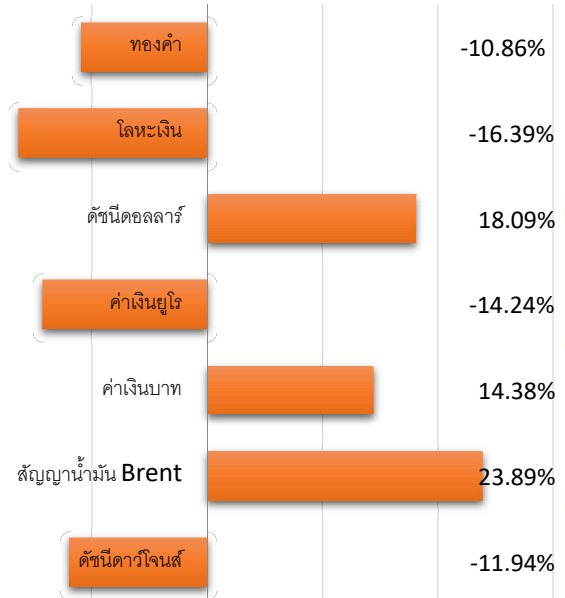 ทองคำ -10.86%
โลหะเงิน -16.39%
ดัชนีดอลลาร์ 18.09%
ค่าเงินยูโร -14.24%
ค่าเงินบาท 14.38%
สัญญาน้ำมัน Brent 23.89%
ดัชนีดาว์โจนส์ -11.94%